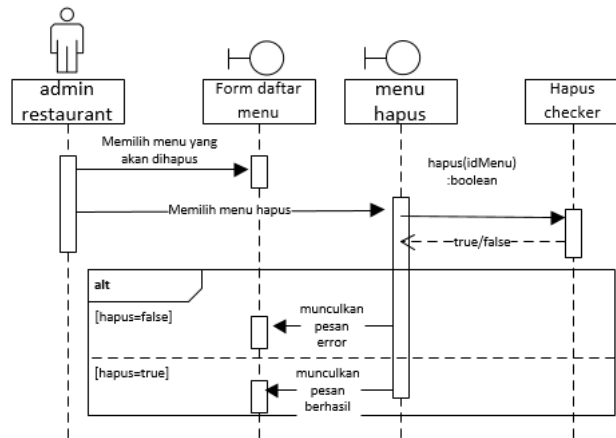 admin
restaurant
Form daftar
menu
menu
hapus
Hapus
checker
Memilih menu yang
akan dihapus
hapus(idMenu)
:boolean
Memilih menu hapus
true/false
alt
[hapus=false]
munculkan
pesan
error
[hapus=true]
munculkan
pesan
berhasil